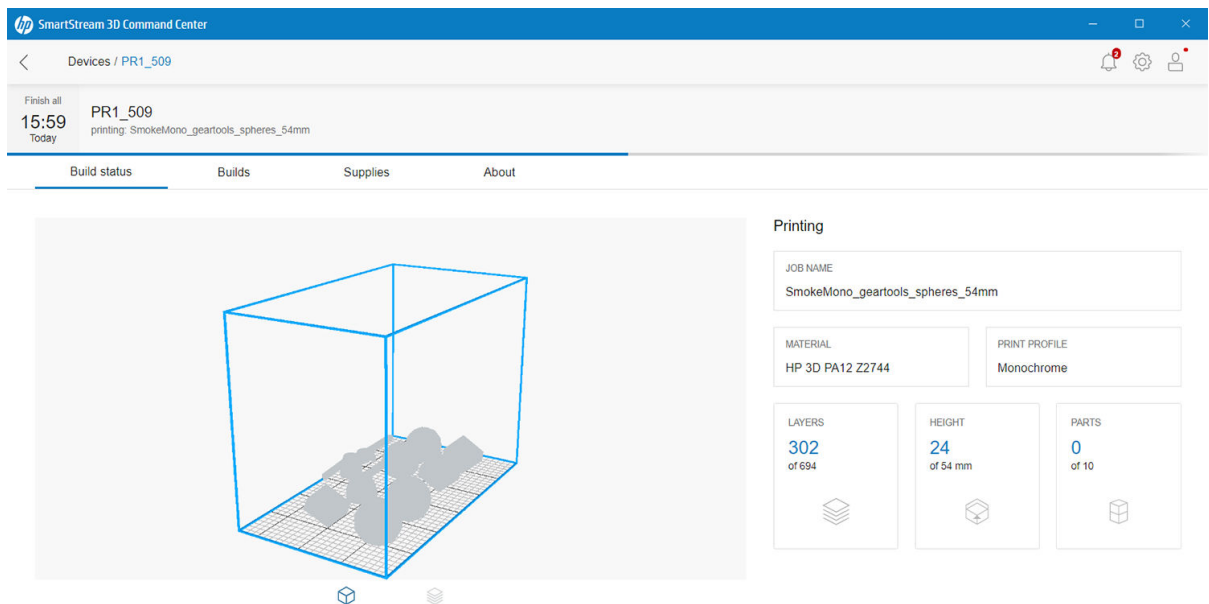 hp SmartStream 3D Command Center
Devices / PR1_509
2
Finish all
15:59
Today
PR1_509
printing: SmokeMono_geartools_spheres_54mm
Build status
Builds
Supplies
About
Printing
JOB NAME
SmokeMono_geartools_spheres_54mm
MATERIAL
HP 3D PA12 Z2744
PRINT PROFILE
Monochrome
LAYERS
302
of 694
HEIGHT
24
of 54 mm
PARTS
0
of 10